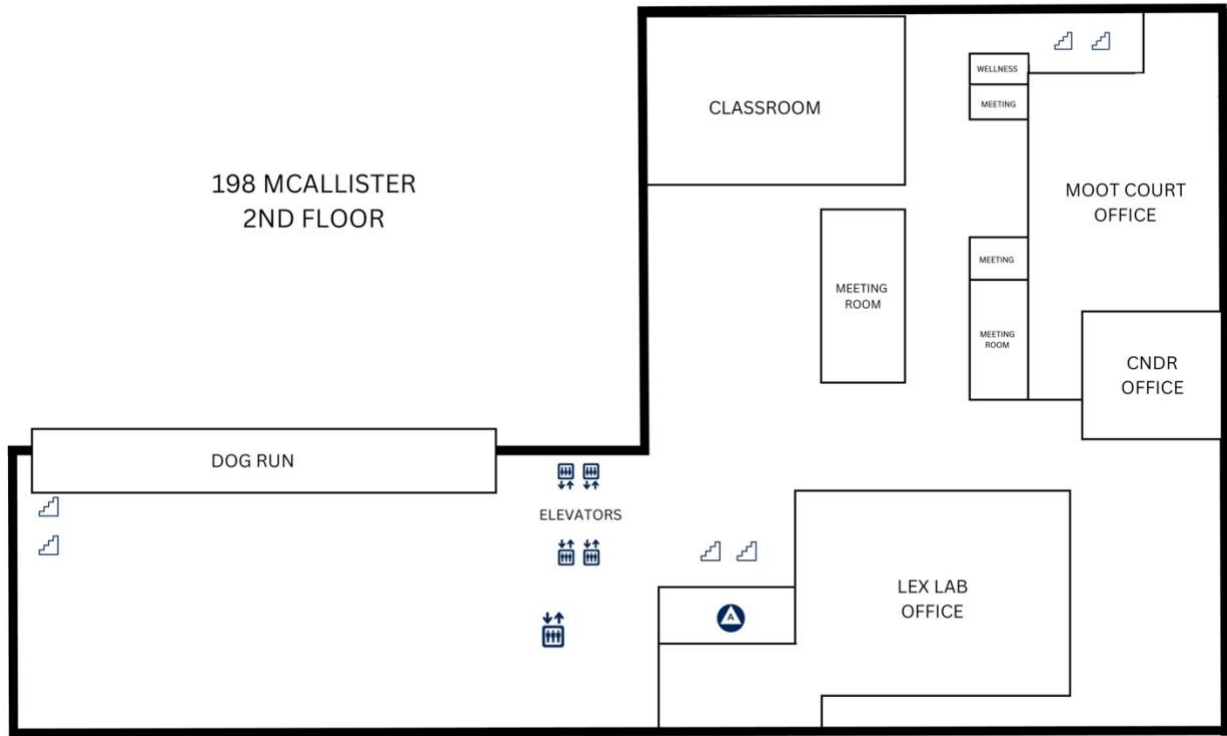 198 MCALLISTER
2ND FLOOR
CLASSROOM
WELLNESS
MEETING
MOOT COURT
OFFICE
MEETING
MEETING
ROOM
MEETING
ROOM
CNDR
OFFICE
DOG RUN
ELEVATORS
LEX LAB
OFFICE
A